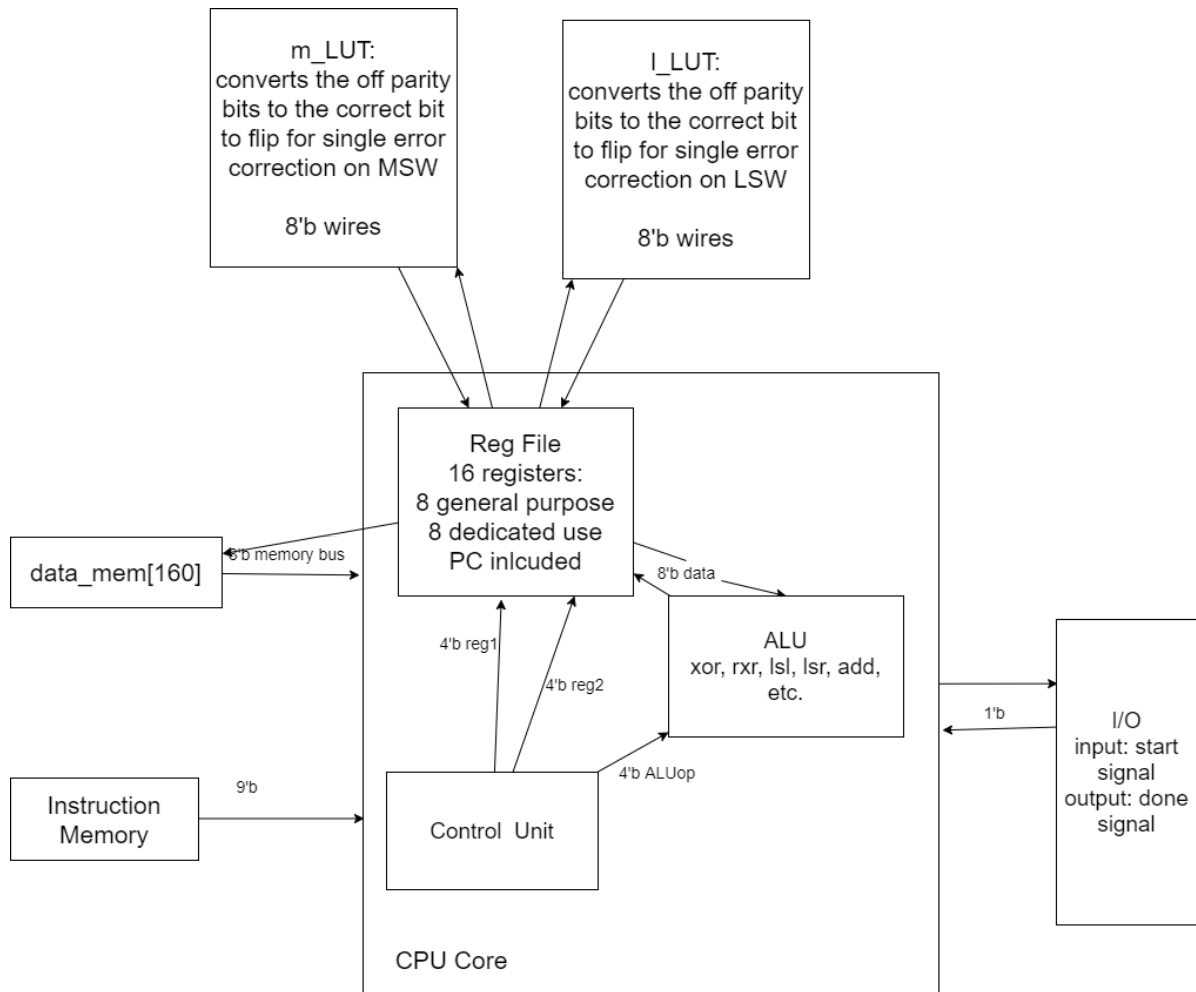 m_LUT:
converts the off parity
bits to the correct bit
to flip for single error
correction on MSW
8'b wires
l_LUT:
converts the off parity
bits to the correct bit
to flip for single error
correction on LSW
8'b wires
Reg File
16 registers:
8 general purpose
8 dedicated use
PC inlcuded
data_mem[160]
8'b memory bus
8'b data
4'b reg1
4'b reg2
ALU
xor, rxr, lsl, lsr, add,
etc.
4'b ALUop
1'b
I/O
input: start
signal
output: done
signal
Instruction
Memory
9'b
Control Unit
CPU Core